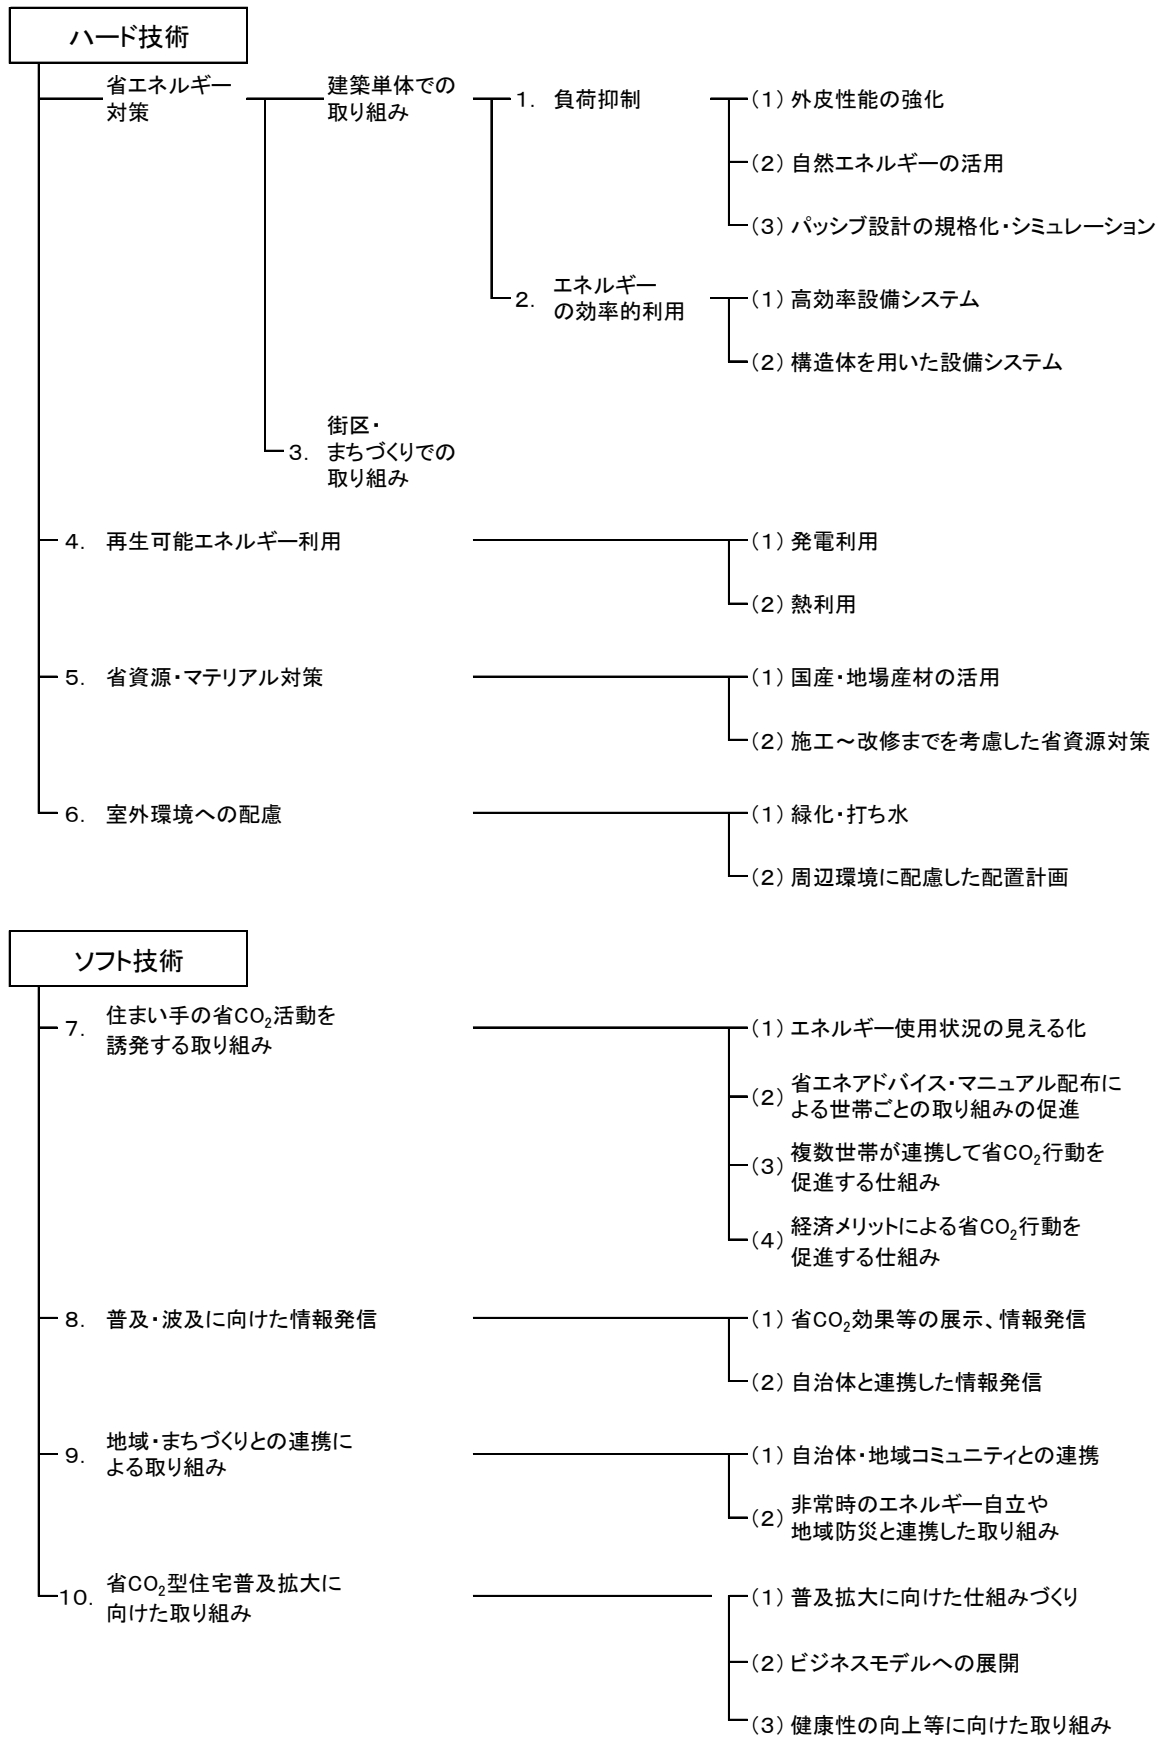 ハード技術
省エネルギー
対策
建築単体での
取り組み
1. 負荷抑制
(1) 外皮性能の強化
(2) 自然エネルギーの活用
(3) パッシブ設計の規格化・シミュレーション
2. エネルギー
の効率的利用
(1) 高効率設備システム
(2) 構造体を用いた設備システム
3. 街区・
まちづくりでの
取り組み
4. 再生可能エネルギー利用
(1) 発電利用
(2) 熱利用
5. 省資源・マテリアル対策
(1) 国産・地場産材の活用
(2) 施工～改修までを考慮した省資源対策
6. 室外環境への配慮
(1) 緑化・打ち水
(2) 周辺環境に配慮した配置計画
ソフト技術
7. 住まい手の省CO₂活動を
誘発する取り組み
(1) エネルギー使用状況の見える化
(2) 省エネアドバイス・マニュアル配布に
よる世帯ごとの取り組みの促進
(3) 複数世帯が連携して省CO₂行動を
促進する仕組み
(4) 経済メリットによる省CO₂行動を
促進する仕組み
8. 普及・波及に向けた情報発信
(1) 省CO₂効果等の展示、情報発信
(2) 自治体と連携した情報発信
9. 地域・まちづくりとの連携に
よる取り組み
(1) 自治体・地域コミュニティとの連携
(2) 非常時のエネルギー自立や
地域防災と連携した取り組み
10. 省CO₂型住宅普及拡大に
向けた取り組み
(1) 普及拡大に向けた仕組みづくり
(2) ビジネスモデルへの展開
(3) 健康性の向上等に向けた取り組み